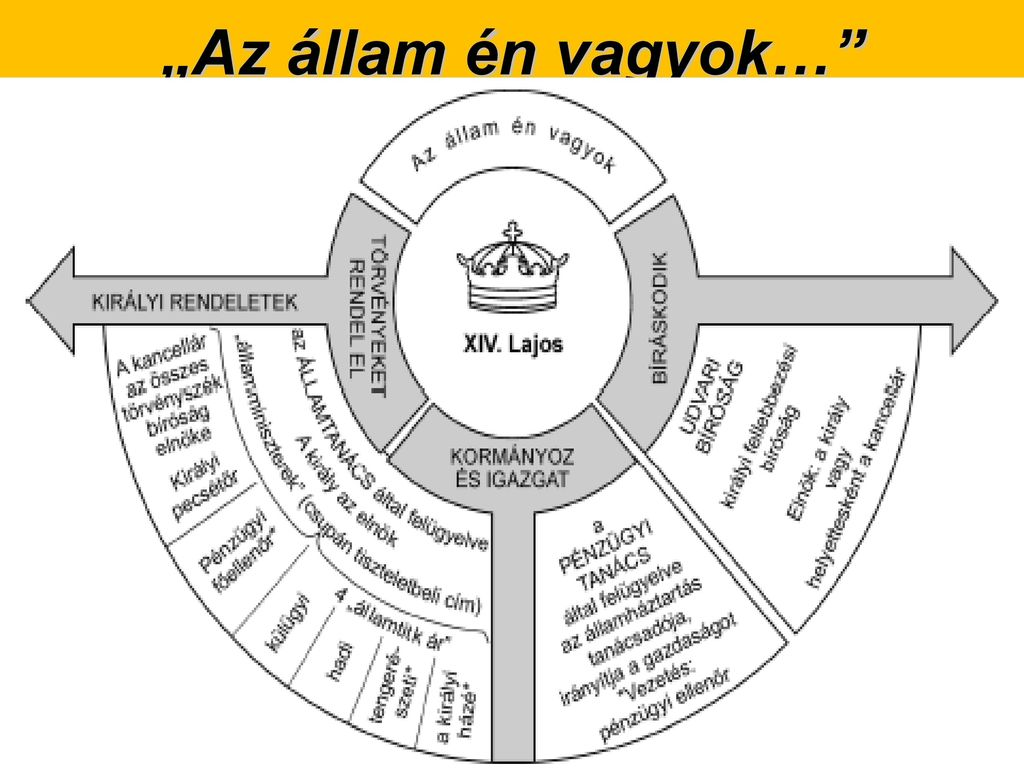 „Az állam én vagyok…”
Az állam én vagyok
XIV. Lajos
TÖRVÉNYEKET
RENDEL EL
BÍRÁSKODIK
KORMÁNYOZ
ÉS IGAZGAT
KIRÁLYI RENDELETEK
A kancellár
az összes
törvényszék
bíróság
elnöke
Királyi
pecsétőr
Pénzügyi
főellenőr"
„államminiszterek" (csupán tiszteletbeli cím)
az ÁLLAMTANÁCS által felügyelve
A király az elnök
4 „államtitk ár"
külügyi
hadi
tengeré-
szeti*
a királyi
házé*
a
PÉNZÜGYI
TANÁCS
által felügyelve
az államháztartás
tanácsadója,
irányítja a gazdaságot
"Vezetés:
pénzügyi ellenőr
UDVARI
BÍRÓSÁG
királyi fellebbezési
bíróság
Elnök: a király
vagy
helyettesként a kancellár